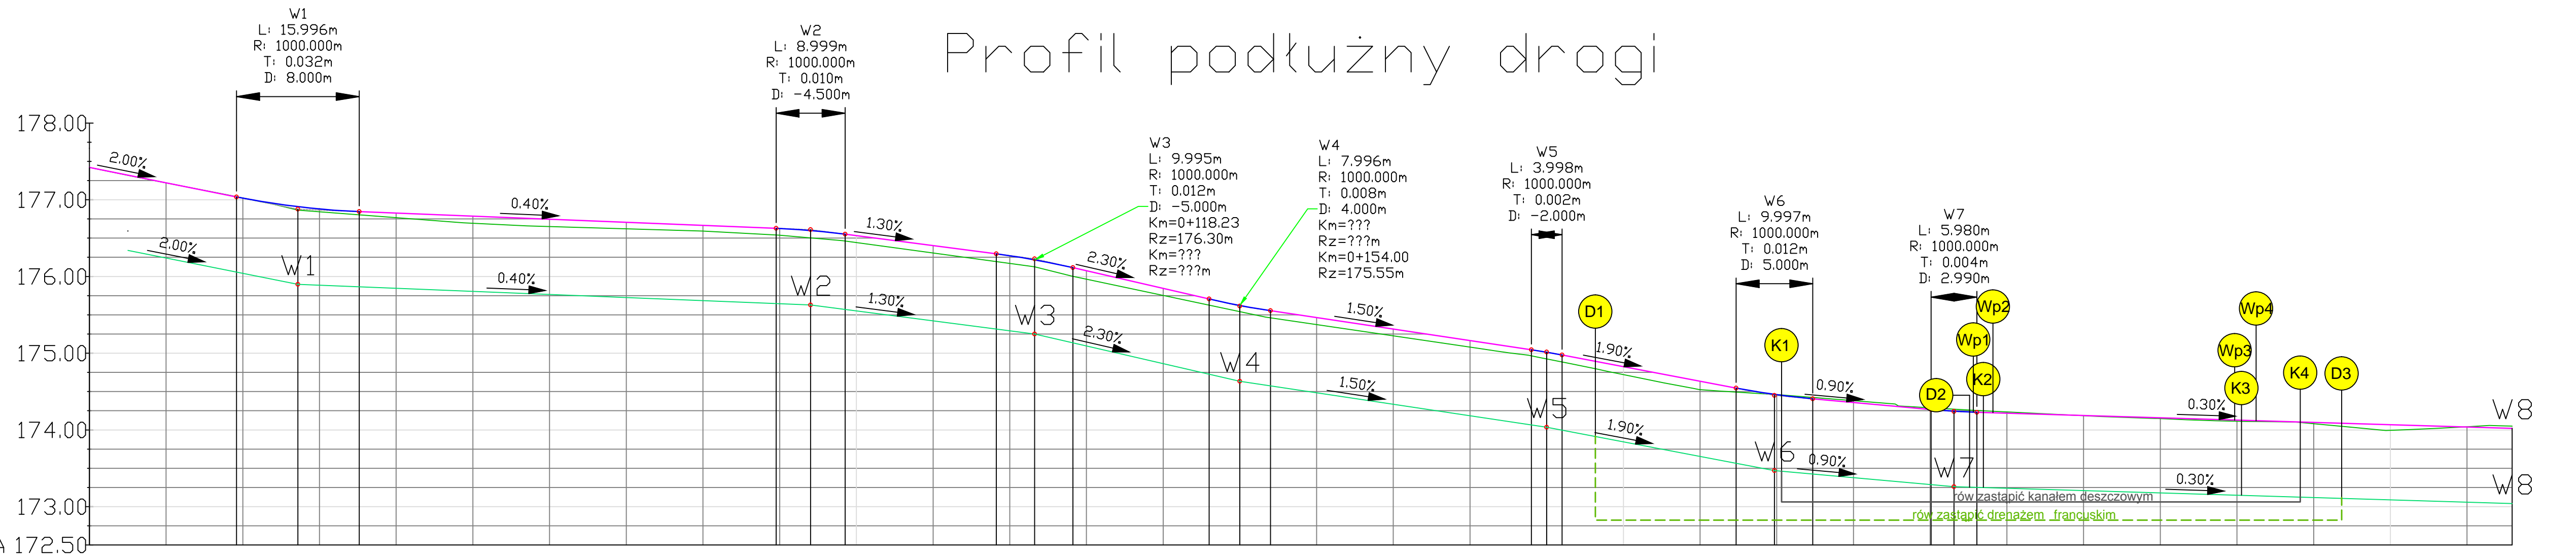 Profil podłużny drogi
W1
L: 15.996m
R: 1000.000m
T: 0.032m
D: 8.000m
W2
L: 8.999m
R: 1000.000m
T: 0.010m
D: -4.500m
W3
L: 9.995m
R: 1000.000m
T: 0.012m
D: -5.000m
Km=0+118.23
Rz=176.30m
Km=???
Rz=???m
W4
L: 7.996m
R: 1000.000m
T: 0.008m
D: 4.000m
Km=???
Rz=???m
Km=0+154.00
Rz=175.55m
W5
L: 3.998m
R: 1000.000m
T: 0.002m
D: -2.000m
W6
L: 9.997m
R: 1000.000m
T: 0.012m
D: 5.000m
W7
L: 5.980m
R: 1000.000m
T: 0.004m
D: 2.990m
178.00
177.00
176.00
175.00
174.00
173.00
172.50
2.00%
0.40%
1.30%
2.30%
1.50%
1.90%
0.90%
0.30%
W8
2.00%
W1
0.40%
W2
1.30%
W3
2.30%
W4
1.50%
W5
1.90%
W6
0.90%
W7
0.30%
W8
D1
K1
D2
Wp1
K2
Wp2
Wp3
K3
Wp4
K4
D3
rów zastąpić kanałem deszczowym
rów zastąpić drenażem francuskim